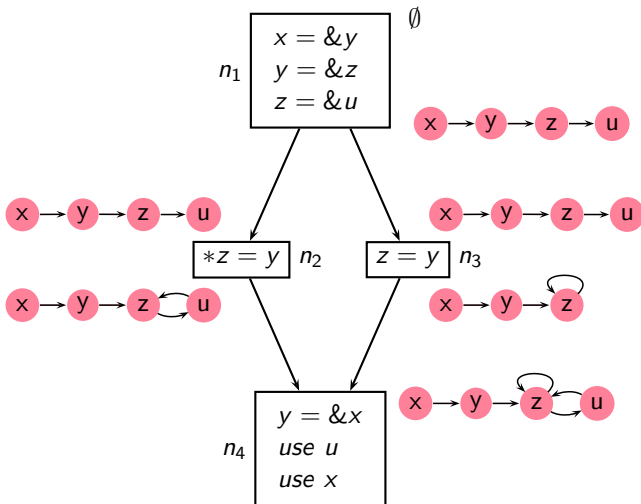 ∅
x = &y
n1 y = &z
z = &u
x y z u
x y z u
x y z u
*z = y n2
z = y n3
x y z u
x y z
x y z u
y = &x
n4 use u
use x